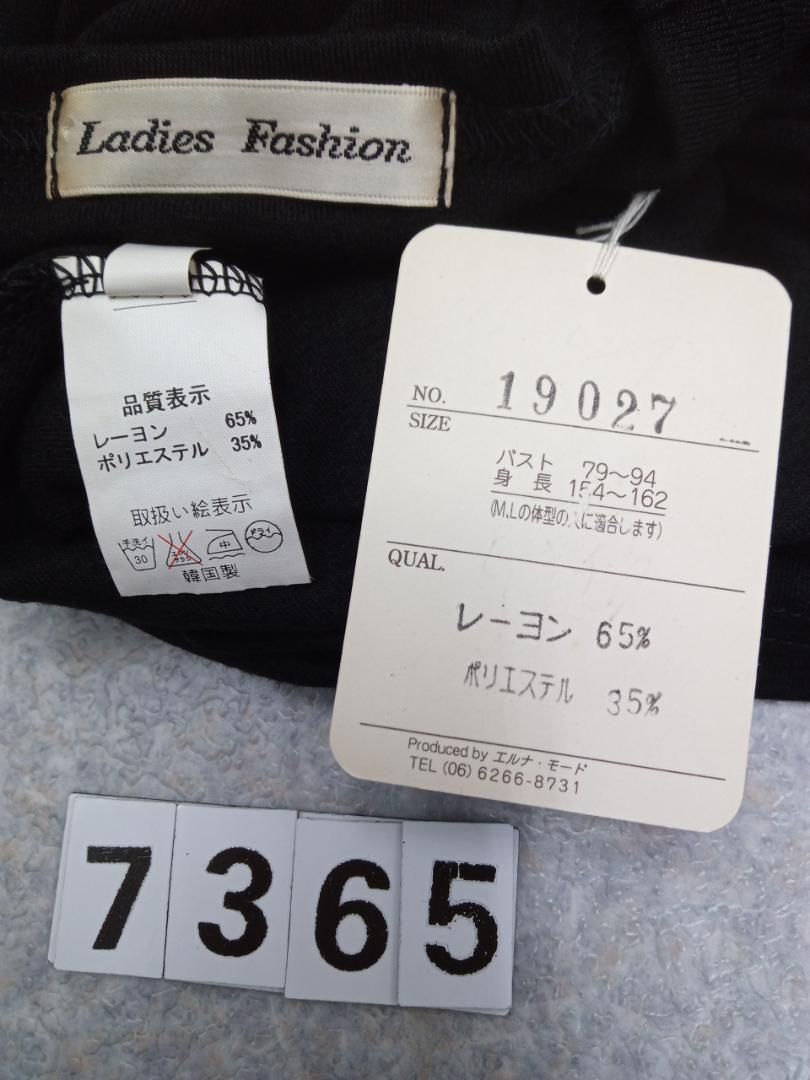 Ladies Fashion
品質表示
レーヨン 65%
ポリエステル 35%
取扱い絵表示
手洗イ
30
中
ドライ
韓国製
NO. 19027
SIZE
バスト 79〜94
身長 154〜162
(M,Lの体型の人に適合します)
QUAL.
レーヨン 65%
ポリエステル 35%
Produced by エルナ・モード
TEL (06) 6266-8731
7365